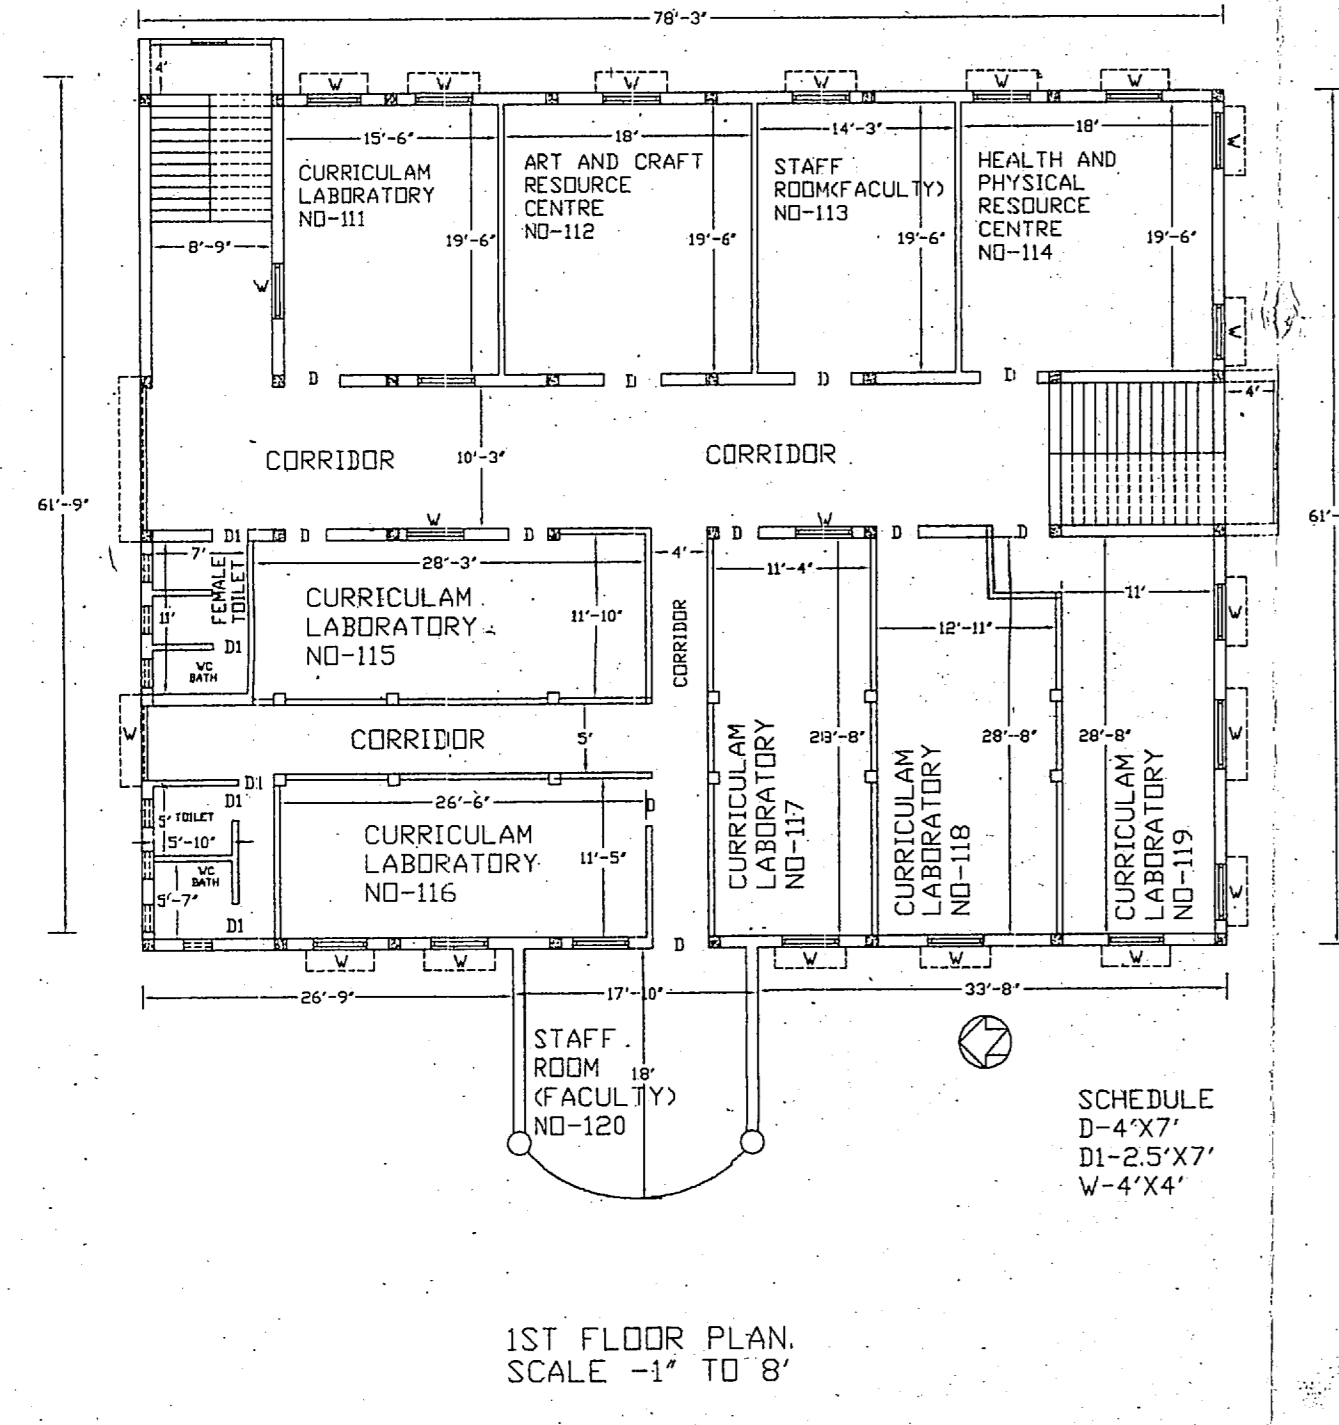 78'-3"
4'
W
W
W
W
W
W
15'-6"
18'
14'-3"
18'
W
CURRICULAM
LABORATORY
NO-111
ART AND CRAFT
RESOURCE
CENTRE
NO-112
STAFF
ROOM(FACULTY)
NO-113
HEALTH AND
PHYSICAL
RESOURCE
CENTRE
NO-114
8'-9"
19'-6"
19'-6"
19'-6"
19'-6"
W
W
D
D
D
D
4'
CORRIDOR
10'-3"
CORRIDOR
61'-9"
W
W
D1
D
D
D
D
D
7'
FEMALE
TOILET
28'-3"
4'
11'-4"
11'
11'
CURRICULAM
LABORATORY
NO-115
11'-10"
CORRIDOR
12'-11"
W
D1
WC
BATH
W
CORRIDOR
5'
CURRICULAM
LABORATORY
NO-117
28'-8"
CURRICULAM
LABORATORY
NO-118
28'-8"
28'-8"
CURRICULAM
LABORATORY
NO-119
W
D1
D1
5'
TOILET
5'-10"
WC
BATH
5'-7"
D1
26'-6"
D
CURRICULAM
LABORATORY
NO-116
11'-5"
D
W
W
W
W
W
W
26'-9"
17'-10"
33'-8"
STAFF
ROOM
(FACULTY)
NO-120
18'
SCHEDULE
D-4'X7'
D1-2.5'X7'
W-4'X4'
1ST FLOOR PLAN.
SCALE -1" TO 8'